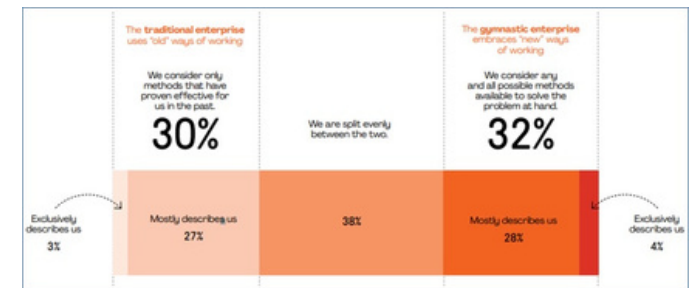 The traditional enterprise
uses "old" ways of working
We consider only
methods that have
proven effective for
us in the past.
30%
We are split evenly
between the two.
The gymnastic enterprise
embraces "new" ways
of working
We consider any
and all possible methods
available to solve the
problem at hand.
32%
Exclusively
describes us
3%
Mostly describes us
27%
38%
Mostly describes us
28%
Exclusively
describes us
4%